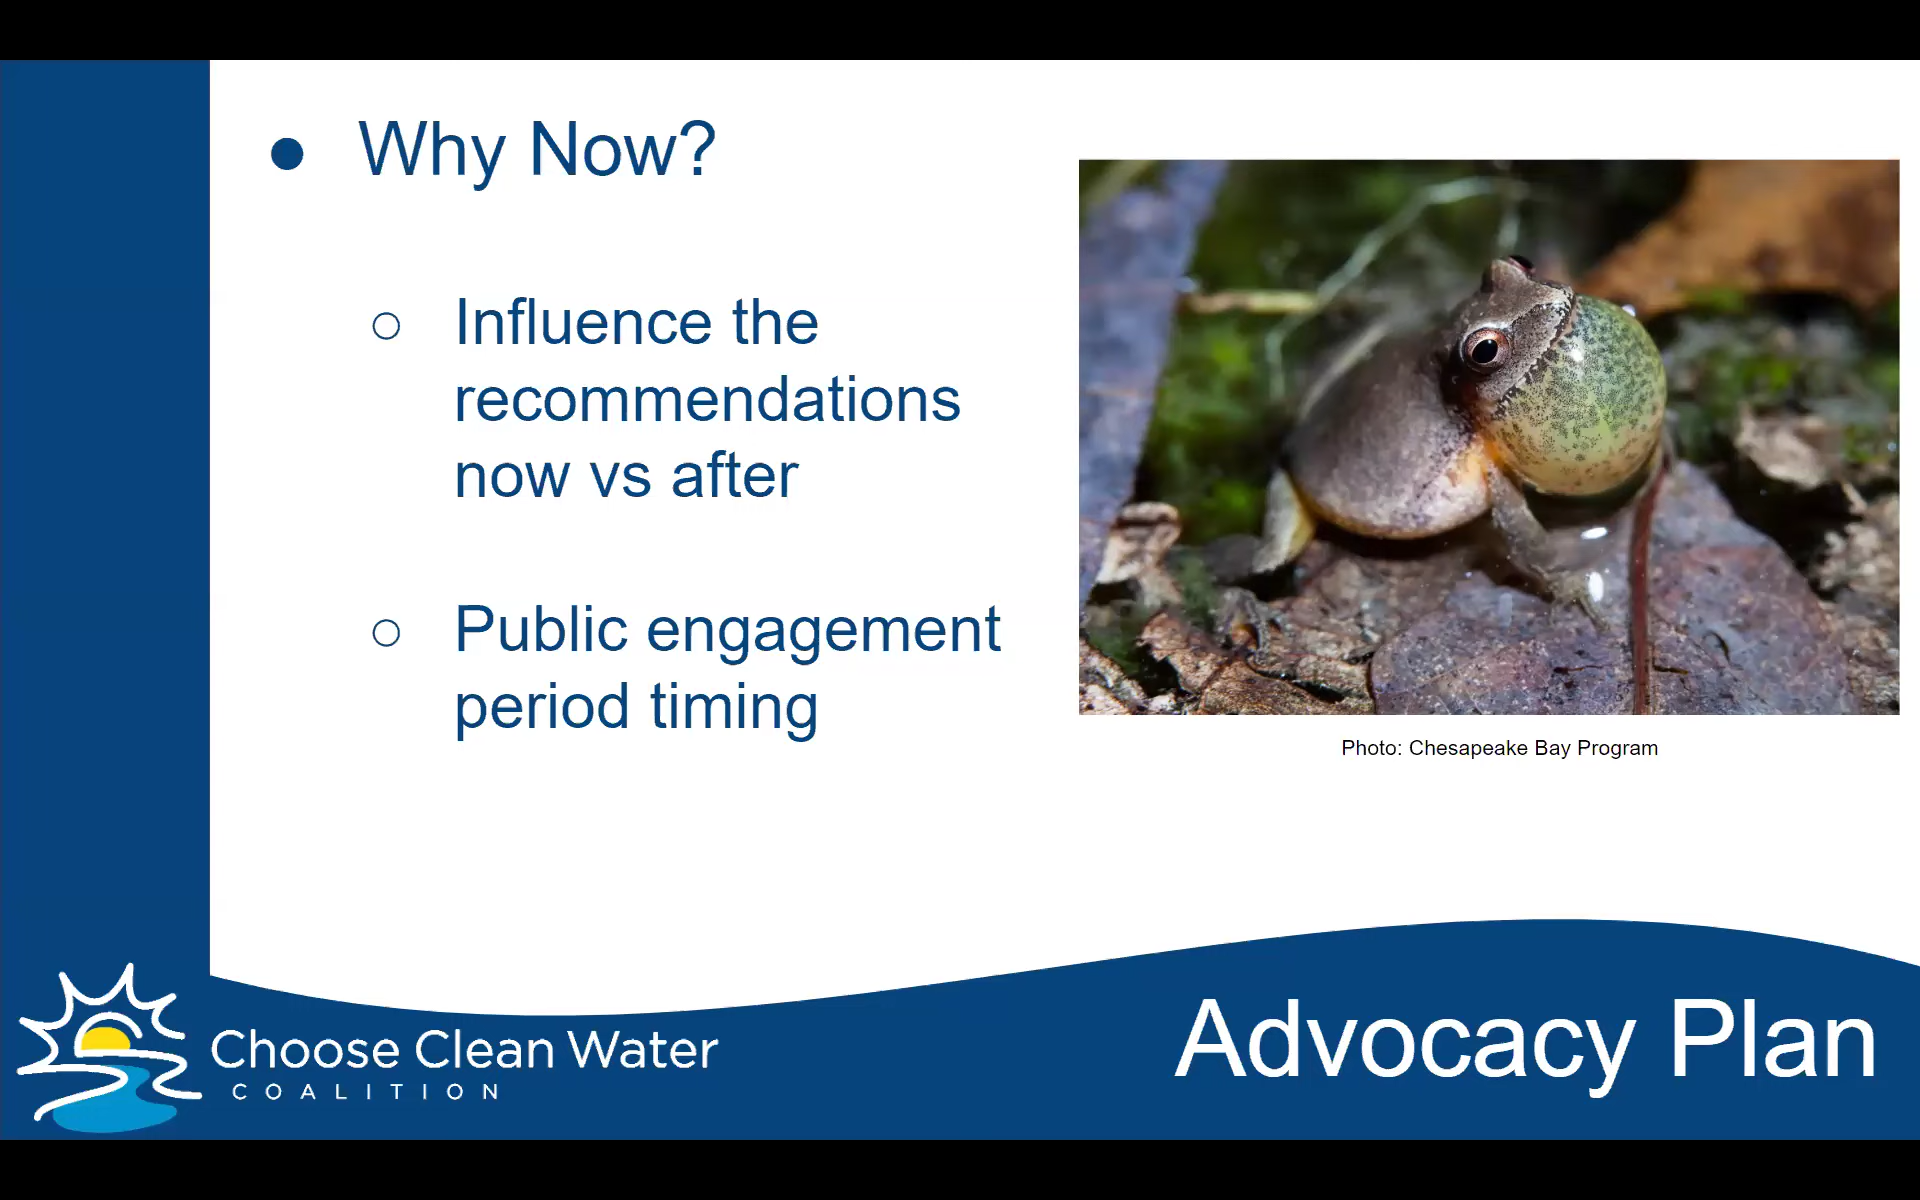 ● Why Now?
○ Influence the
recommendations
now vs after
○ Public engagement
period timing
Photo: Chesapeake Bay Program
Choose Clean Water
COALITION
Advocacy Plan